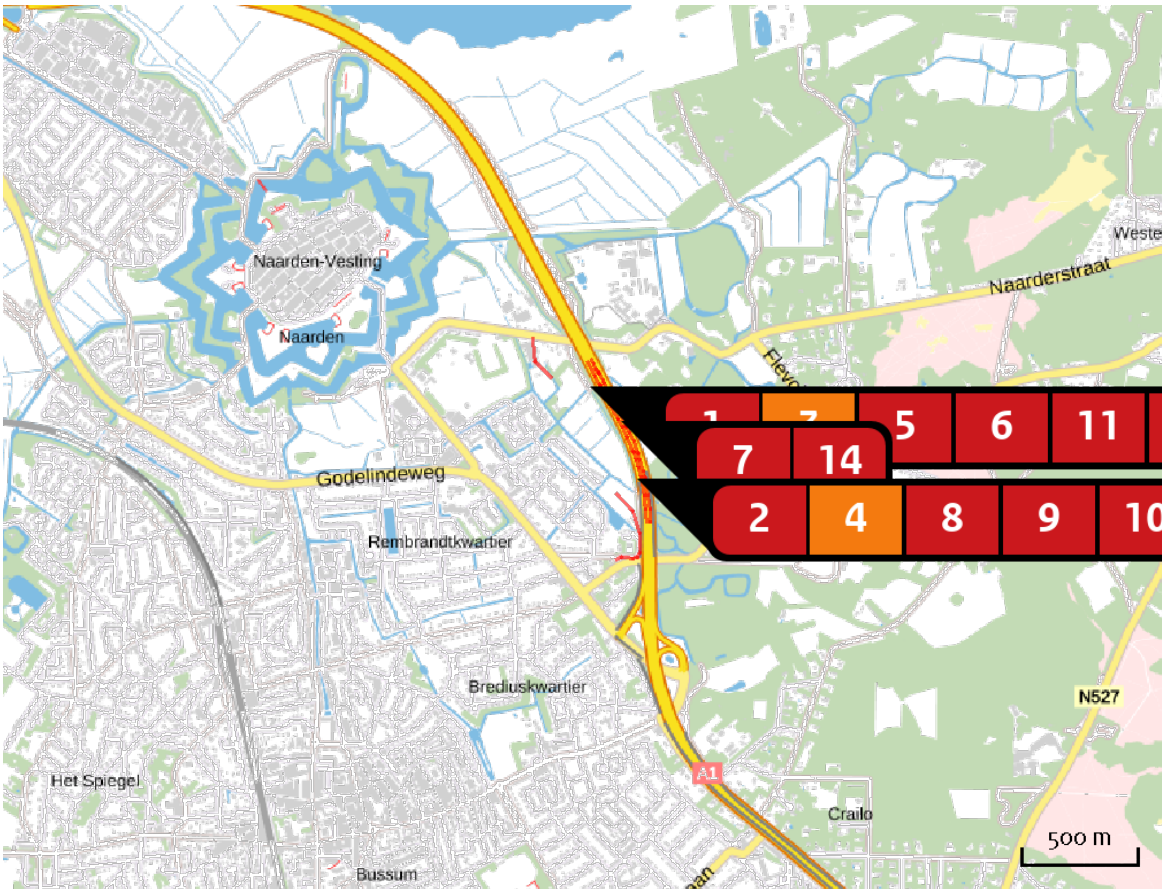 Weste
Naarden-Vesting
Naarderstraat
Naarden
Flevo
1 3 5 6 11
7 14
Godelindeweg
2 4 8 9 10
Rembrandtkwartier
Brediuskwartier
N527
A1
Het Spiegel
Crailo
500 m
Bussum
aan